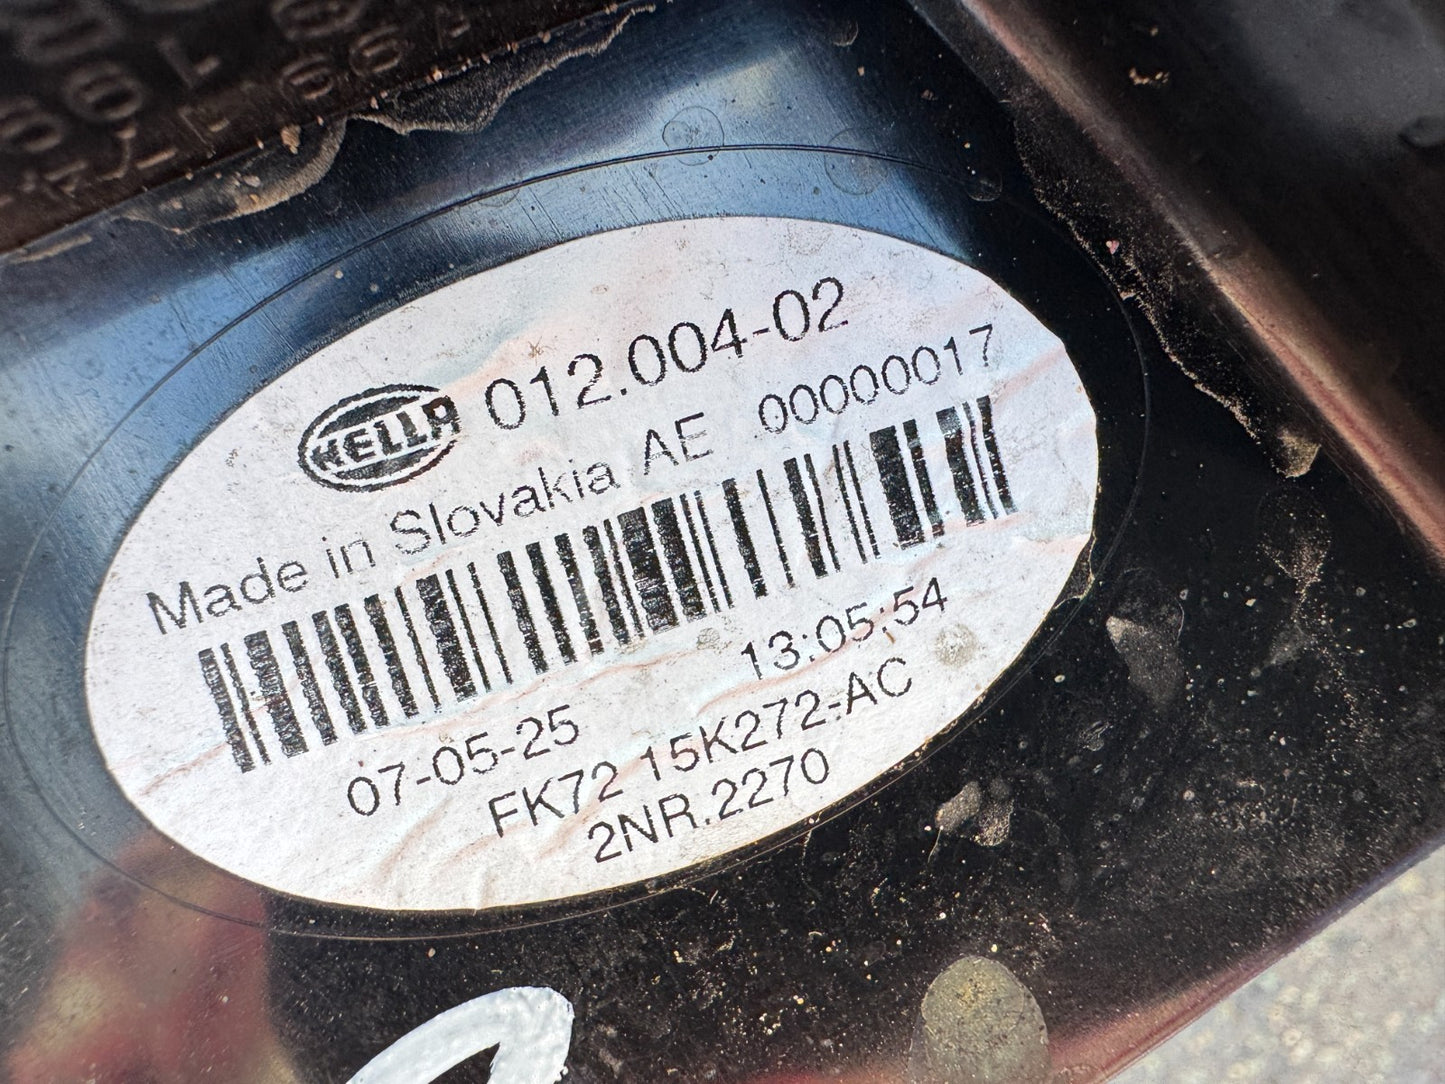 HELLA 012.004-02
Made in Slovakia AE 00000017
13:05:54
07-05-25
FK72 15K272-AC
2NR.2270